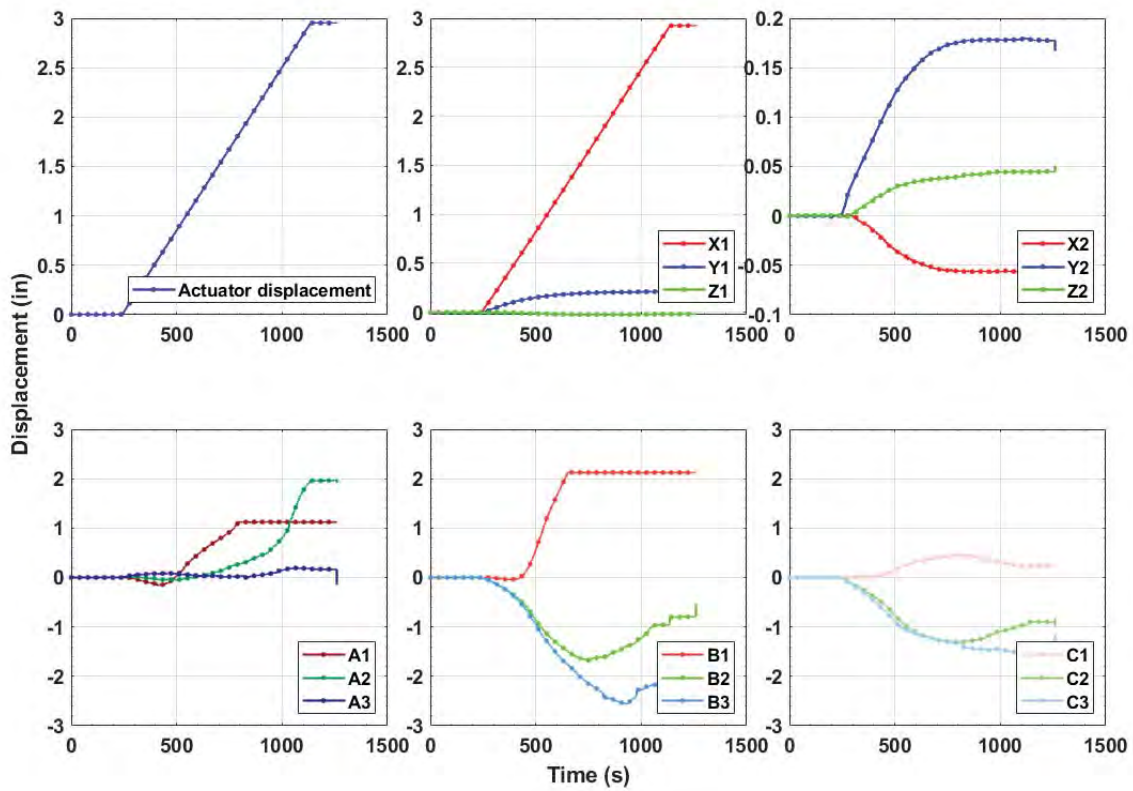 3
2.5
2
1.5
1
0.5
0
0 500 1000 1500
Actuator displacement
3
2.5
2
1.5
1
0.5
0
0 500 1000 1500
X1
Y1
Z1
0.2
0.15
0.1
0.05
0
-0.05
-0.1
0 500 1000 1500
X2
Y2
Z2
Displacement (in)
3
2
1
0
-1
-2
-3
0 500 1000 1500
A1
A2
A3
3
2
1
0
-1
-2
-3
0 500 1000 1500
B1
B2
B3
3
2
1
0
-1
-2
-3
0 500 1000 1500
C1
C2
C3
Time (s)